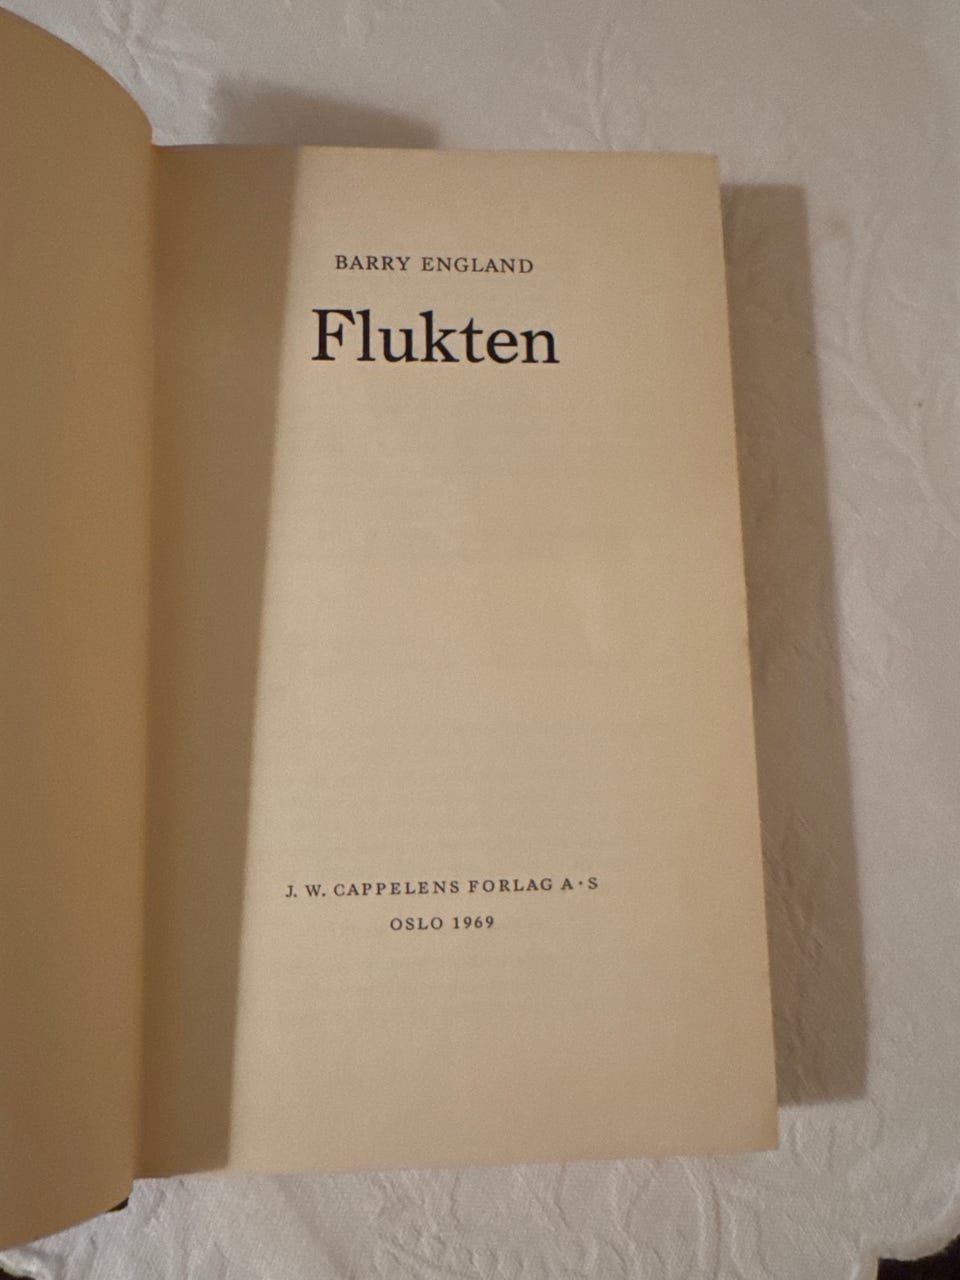 BARRY ENGLAND
Flukten
J. W. CAPPELENS FORLAG A·S
OSLO 1969